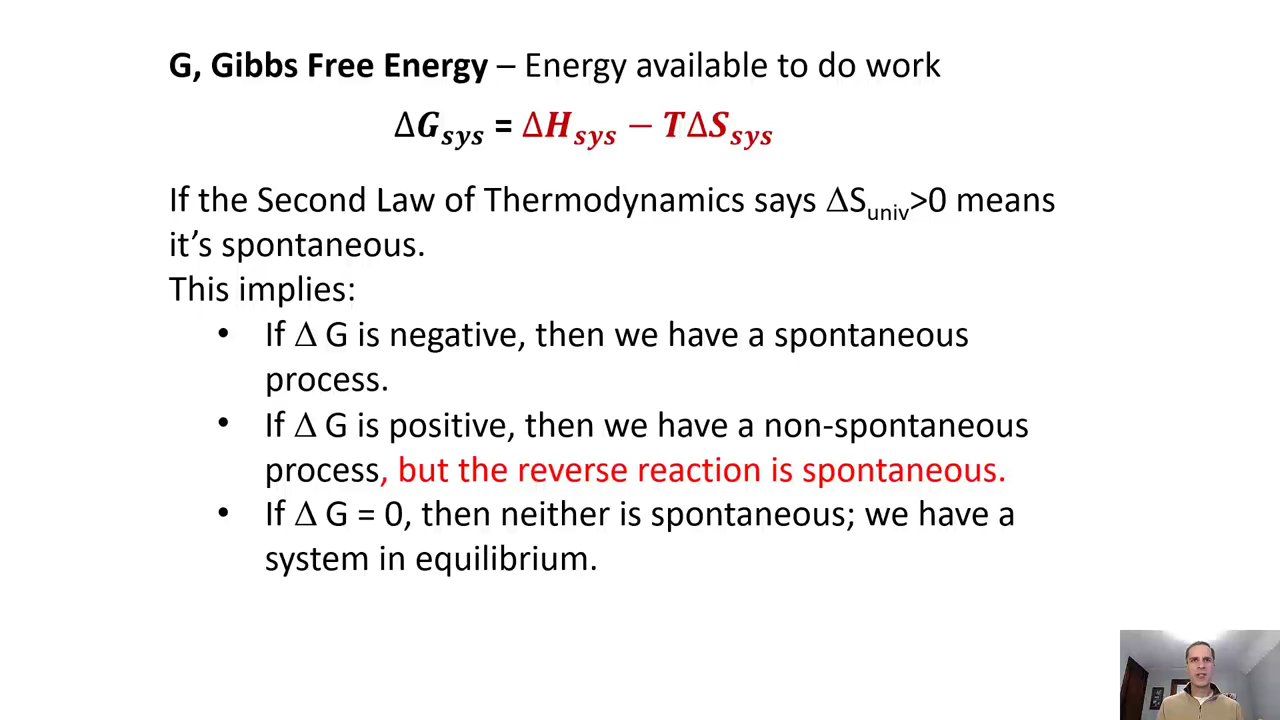 G, Gibbs Free Energy – Energy available to do work
ΔG_sys = ΔH_sys − TΔS_sys
If the Second Law of Thermodynamics says ΔS_univ>0 means
it’s spontaneous.
This implies:
• If Δ G is negative, then we have a spontaneous
process.
• If Δ G is positive, then we have a non-spontaneous
process, but the reverse reaction is spontaneous.
• If Δ G = 0, then neither is spontaneous; we have a
system in equilibrium.